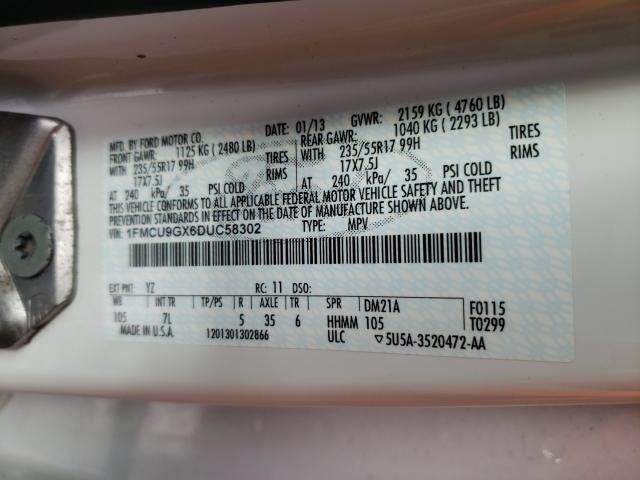 MFD. BY FORD MOTOR CO.
DATE: 01/13 GVWR: 2159 KG ( 4760 LB)
FRONT GAWR: 1125 KG ( 2480 LB) REAR GAWR: 1040 KG ( 2293 LB)
WITH 235/55R17 99H TIRES WITH 235/55R17 99H TIRES
17X7.5J RIMS 17X7.5J RIMS
AT 240 kPa/ 35 PSI COLD AT 240 kPa/ 35 PSI COLD
THIS VEHICLE CONFORMS TO ALL APPLICABLE FEDERAL MOTOR VEHICLE SAFETY AND THEFT
PREVENTION STANDARDS IN EFFECT ON THE DATE OF MANUFACTURE SHOWN ABOVE.
VIN: 1FMCU9GX6DUC58302 TYPE: MPV
EXT PNT: YZ RC: 11 DSO:
WB INT TR TP/PS R AXLE TR SPR DM21A F0115
105 7L 5 35 6 HHMM 105 T0299
MADE IN U.S.A. 1201301302866 ULC ▽5U5A-3520472-AA